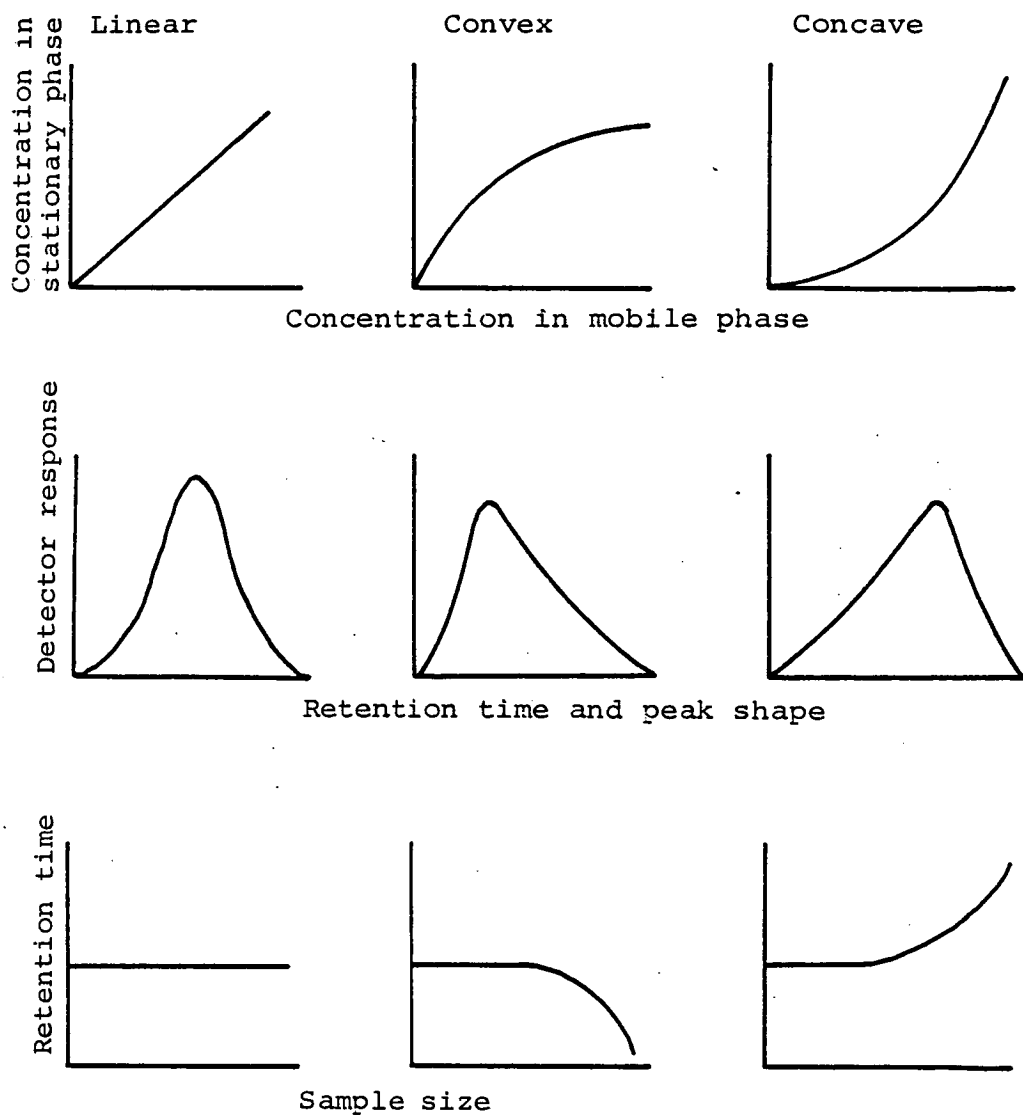 Linear
Convex
Concave
Concentration in
stationary phase
Concentration in mobile phase
Detector response
Retention time and peak shape
Retention time
Sample size